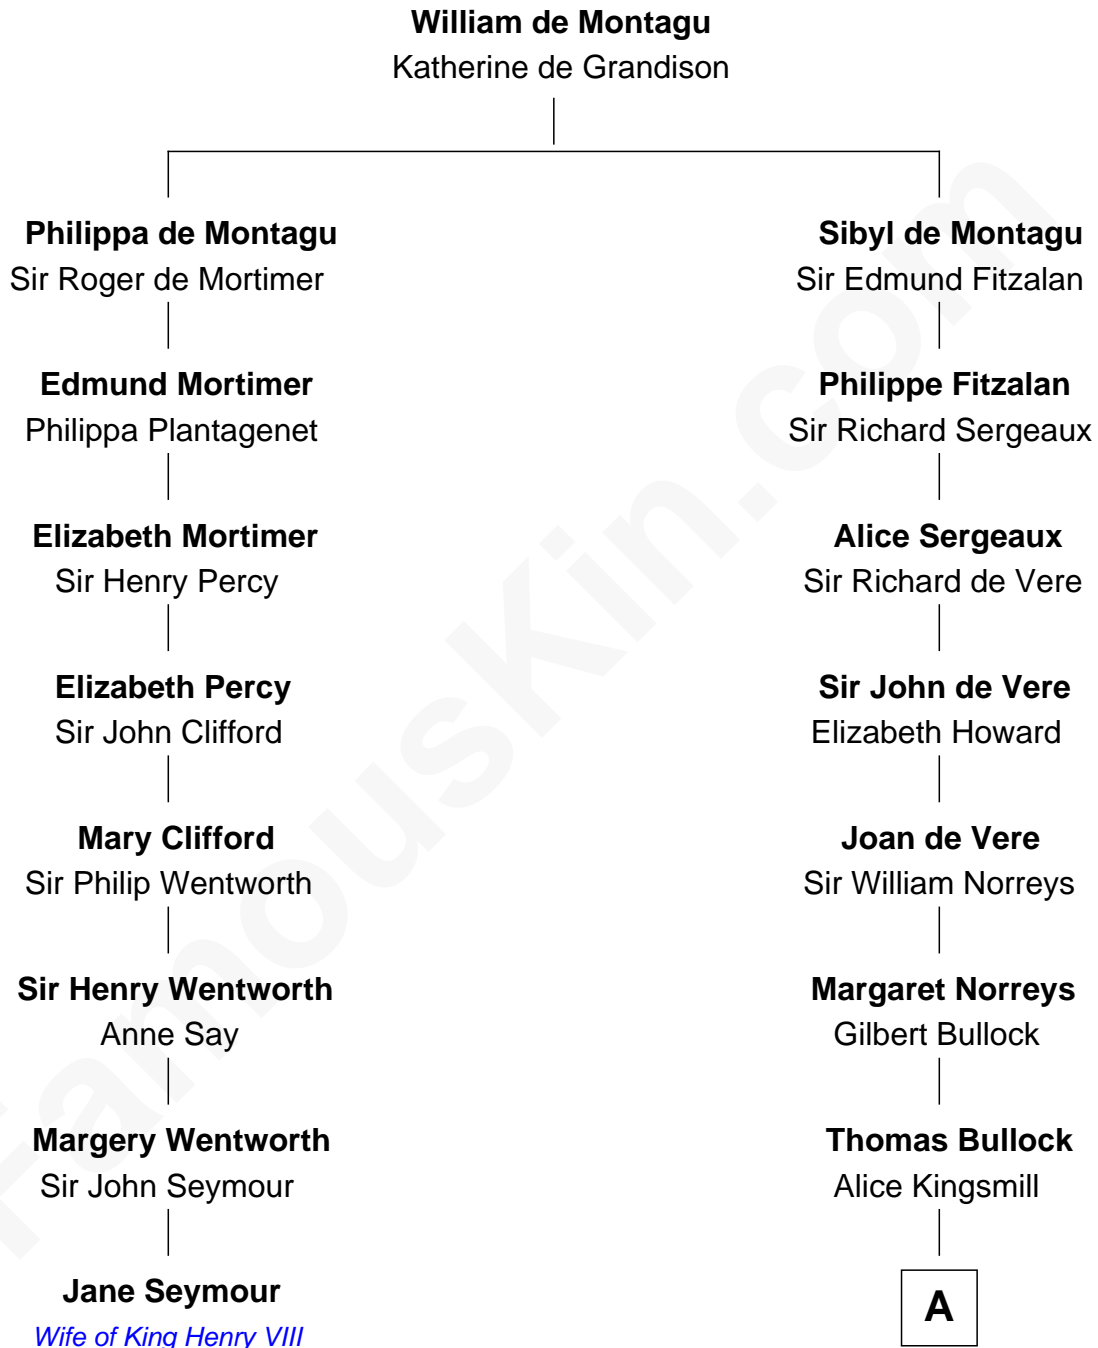 William de Montagu
Katherine de Grandison
Philippa de Montagu
Sir Roger de Mortimer
Sibyl de Montagu
Sir Edmund Fitzalan
Edmund Mortimer
Philippa Plantagenet
Philippe Fitzalan
Sir Richard Sergeaux
Elizabeth Mortimer
Sir Henry Percy
Alice Sergeaux
Sir Richard de Vere
Elizabeth Percy
Sir John Clifford
Sir John de Vere
Elizabeth Howard
Mary Clifford
Sir Philip Wentworth
Joan de Vere
Sir William Norreys
Sir Henry Wentworth
Anne Say
Margaret Norreys
Gilbert Bullock
Margery Wentworth
Sir John Seymour
Thomas Bullock
Alice Kingsmill
Jane Seymour
Wife of King Henry VIII
A
FamousKin.com